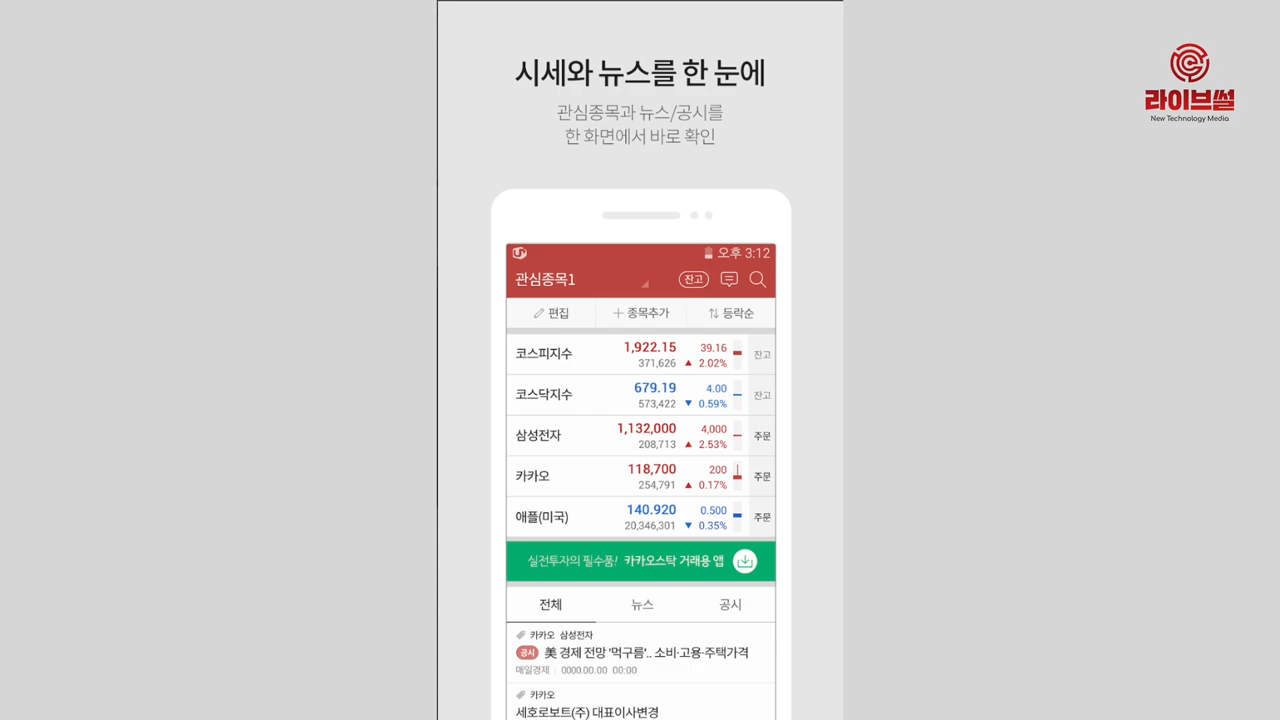 시세와 뉴스를 한 눈에
관심종목과 뉴스/공시를
한 화면에서 바로 확인
라이브썰
New Technology Media
오후 3:12
관심종목1
잔고
편집
종목추가
등락순
코스피지수 1,922.15 39.16 잔고
371,626 ▲ 2.02%
코스닥지수 679.19 4.00 잔고
573,422 ▼ 0.59%
삼성전자 1,132,000 4,000 주문
208,713 ▲ 2.53%
카카오 118,700 200 주문
254,791 ▲ 0.17%
애플(미국) 140.920 0.500 주문
20,346,301 ▼ 0.35%
실전투자의 필수품! 카카오스탁 거래용 앱
전체 뉴스 공시
카카오 삼성전자
공시 美 경제 전망 '먹구름'.. 소비·고용·주택가격
매일경제 | 0000.00.00 00:00
카카오
세호로보트(주) 대표이사변경